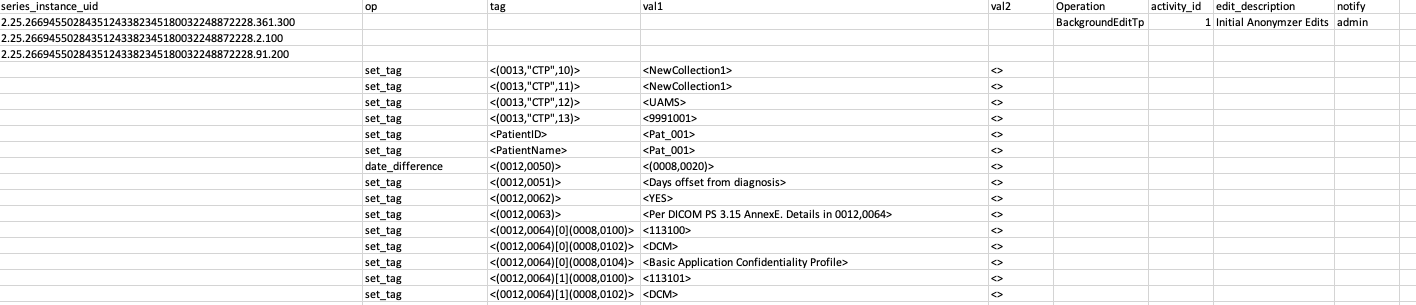 series_instance_uid op tag val1 val2 Operation activity_id edit_description notify
2.25.266945502843512433823451800322488722​28.361.300 BackgroundEditTp 1 Initial Anonymzer Edits admin
2.25.26694550284351243382345180032248872228.2.100
2.25.26694550284351243382345180032248872228.91.200
set_tag <(0013,"CTP",10)> <NewCollection1> <>
set_tag <(0013,"CTP",11)> <NewCollection1> <>
set_tag <(0013,"CTP",12)> <UAMS> <>
set_tag <(0013,"CTP",13)> <9991001> <>
set_tag <PatientID> <Pat_001> <>
set_tag <PatientName> <Pat_001> <>
date_difference <(0012,0050)> <(0008,0020)> <>
set_tag <(0012,0051)> <Days offset from diagnosis> <>
set_tag <(0012,0062)> <YES> <>
set_tag <(0012,0063)> <Per DICOM PS 3.15 AnnexE. Details in 0012,0064> <>
set_tag <(0012,0064)[0](0008,0100)> <113100> <>
set_tag <(0012,0064)[0](0008,0102)> <DCM> <>
set_tag <(0012,0064)[0](0008,0104)> <Basic Application Confidentiality Profile> <>
set_tag <(0012,0064)[1](0008,0100)> <113101> <>
set_tag <(0012,0064)[1](0008,0102)> <DCM> <>